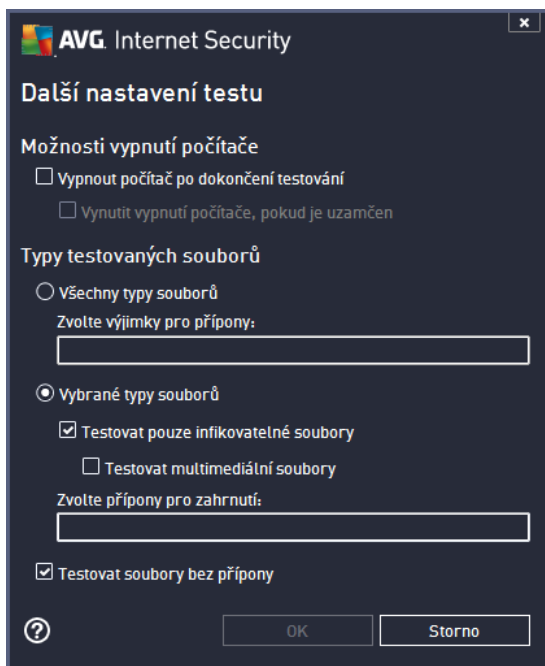 AVG. Internet Security
Další nastavení testu
Možnosti vypnutí počítače
Vypnout počítač po dokončení testování
Vynutit vypnutí počítače, pokud je uzamčen
Typy testovaných souborů
Všechny typy souborů
Zvolte výjimky pro přípony:
Vybrané typy souborů
Testovat pouze infikovatelné soubory
Testovat multimediální soubory
Zvolte přípony pro zahrnutí:
Testovat soubory bez přípony
OK Storno